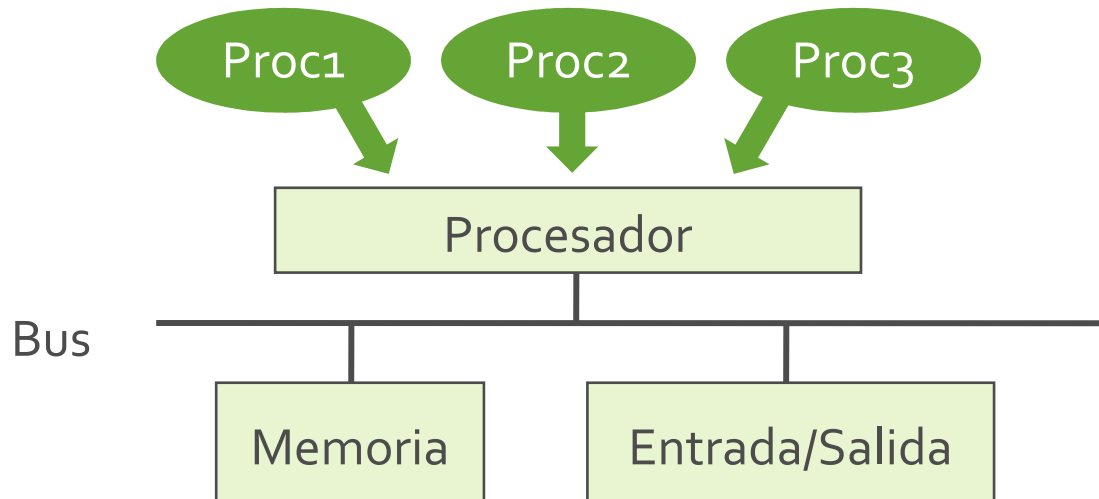 Proc1
Proc2
Proc3
Procesador
Bus
Memoria
Entrada/Salida